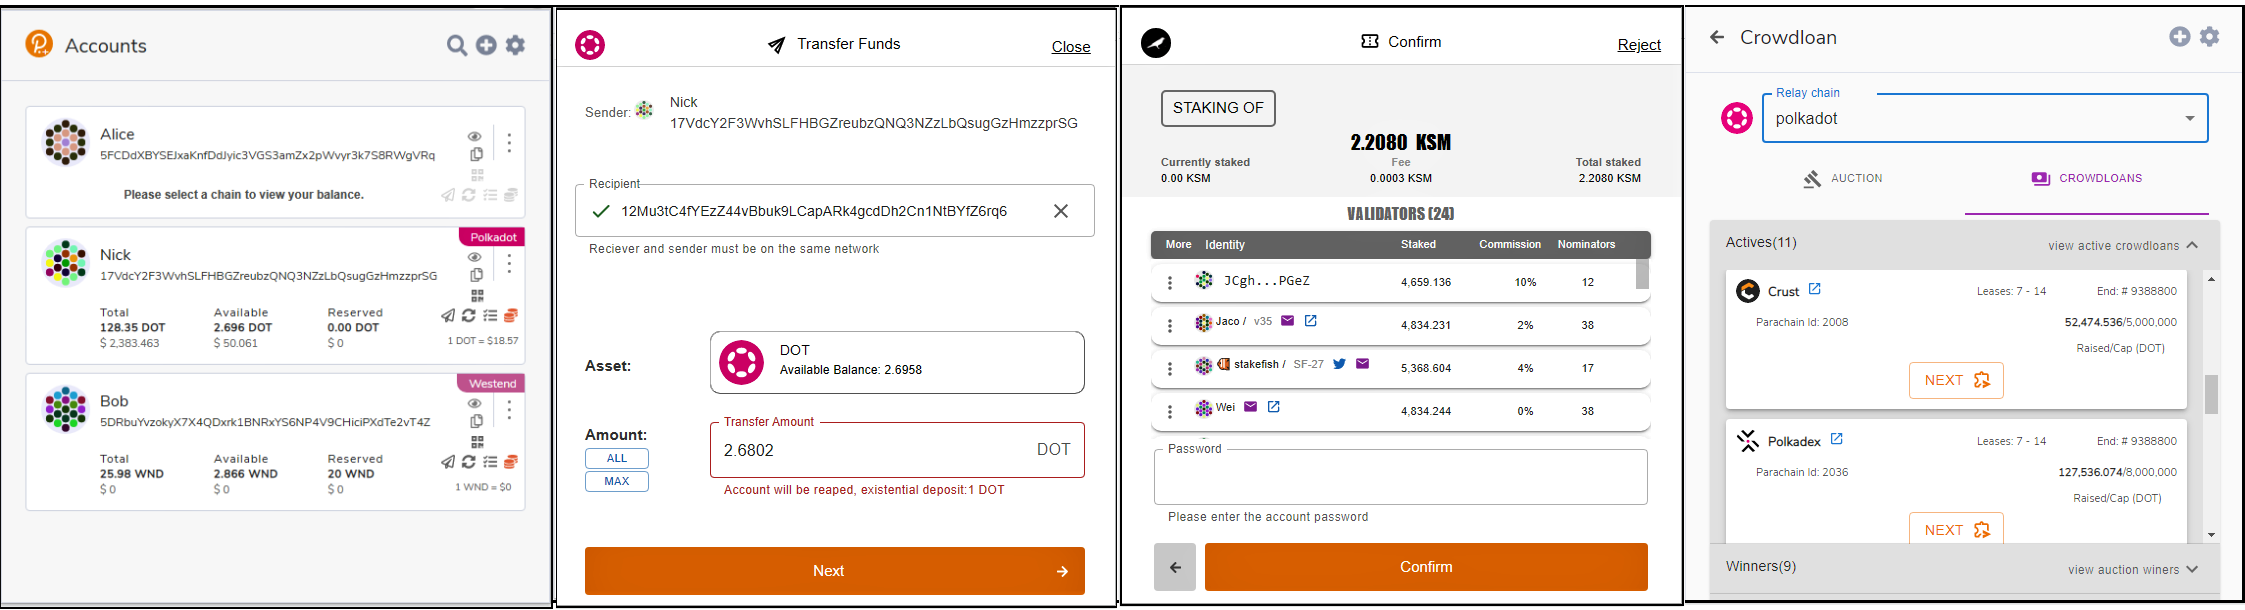 Accounts
Alice
5FCDdXBYSEJxaKnfDdJyic3VGS3amZx2pWvyr3k7S8RWgVRq
Please select a chain to view your balance.
Polkadot
Nick
17VdcY2F3WvhSLFHBGZreubzQNQ3NZzLbQsugGzHmzzprSG
Total Available Reserved
128.35 DOT 2.696 DOT 0.00 DOT
$ 2,383.463 $ 50.061 $ 0 1 DOT = $18.57
Westend
Bob
5DRbuYvzokyX7X4QDxrk1BNRxYS6NP4V9CHiciPXdTe2vT4Z
Total Available Reserved
25.98 WND 2.866 WND 20 WND
$ 0 $ 0 $ 0 1 WND = $0
Transfer Funds Close
Sender: Nick
17VdcY2F3WvhSLFHBGZreubzQNQ3NZzLbQsugGzHmzzprSG
Recipient
12Mu3tC4fYEzZ44vBbuk9LCapARk4gcdDh2Cn1NtBYfZ6rq6
Reciever and sender must be on the same network
Asset: DOT
Available Balance: 2.6958
Amount: Transfer Amount
2.6802 DOT
ALL
MAX
Account will be reaped, existential deposit:1 DOT
Next
Confirm Reject
STAKING OF
2.2080 KSM
Currently staked Fee Total staked
0.00 KSM 0.0003 KSM 2.2080 KSM
VALIDATORS (24)
More Identity Staked Commission Nominators
JCgh...PGeZ 4,659.136 10% 12
Jaco / v35 4,834.231 2% 38
stakefish / SF-27 5,368.604 4% 17
Wei 4,834.244 0% 38
Password
Please enter the account password
Confirm
Crowdloan
Relay chain
polkadot
AUCTION CROWDLOANS
Actives(11) view active crowdloans
Crust Leases: 7 - 14 End: # 9388800
Parachain Id: 2008 52,474.536/5,000,000
Raised/Cap (DOT)
NEXT
Polkadex Leases: 7 - 14 End: # 9388800
Parachain Id: 2036 127,536.074/8,000,000
Raised/Cap (DOT)
NEXT
Winners(9) view auction winers